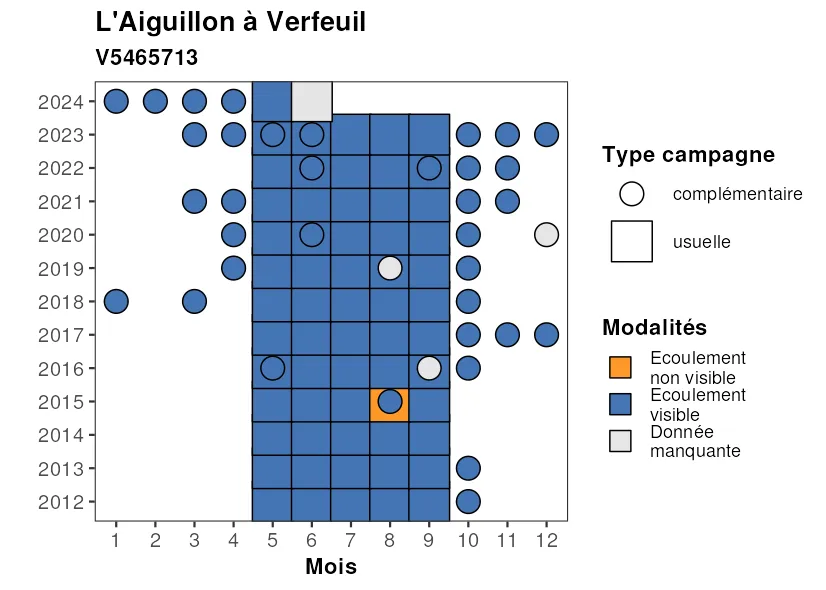 L'Aiguillon à Verfeuil
V5465713
2024
2023
2022
2021
2020
2019
2018
2017
2016
2015
2014
2013
2012
1 2 3 4 5 6 7 8 9 10 11 12
Mois
Type campagne
complémentaire
usuelle
Modalités
Ecoulement
non visible
Ecoulement
visible
Donnée
manquante